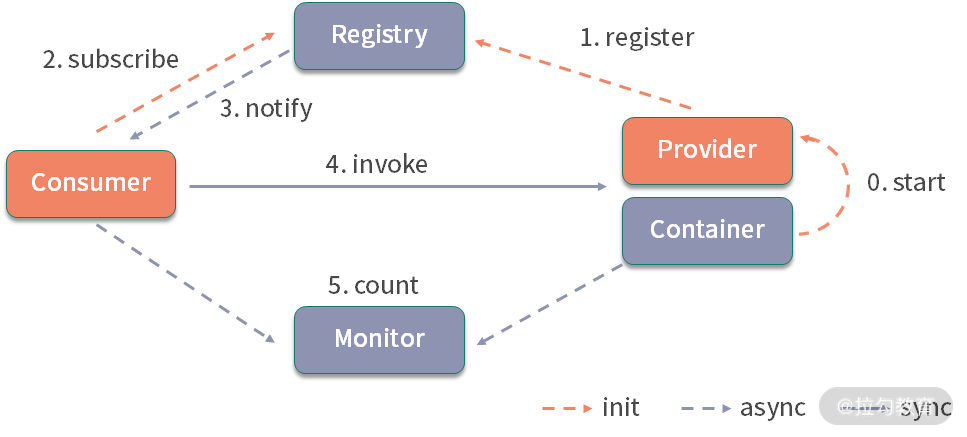 Registry
1. register
2. subscribe
3. notify
Provider
4. invoke
Consumer
0. start
Container
5. count
Monitor
init
async
sync
@拉勾教育